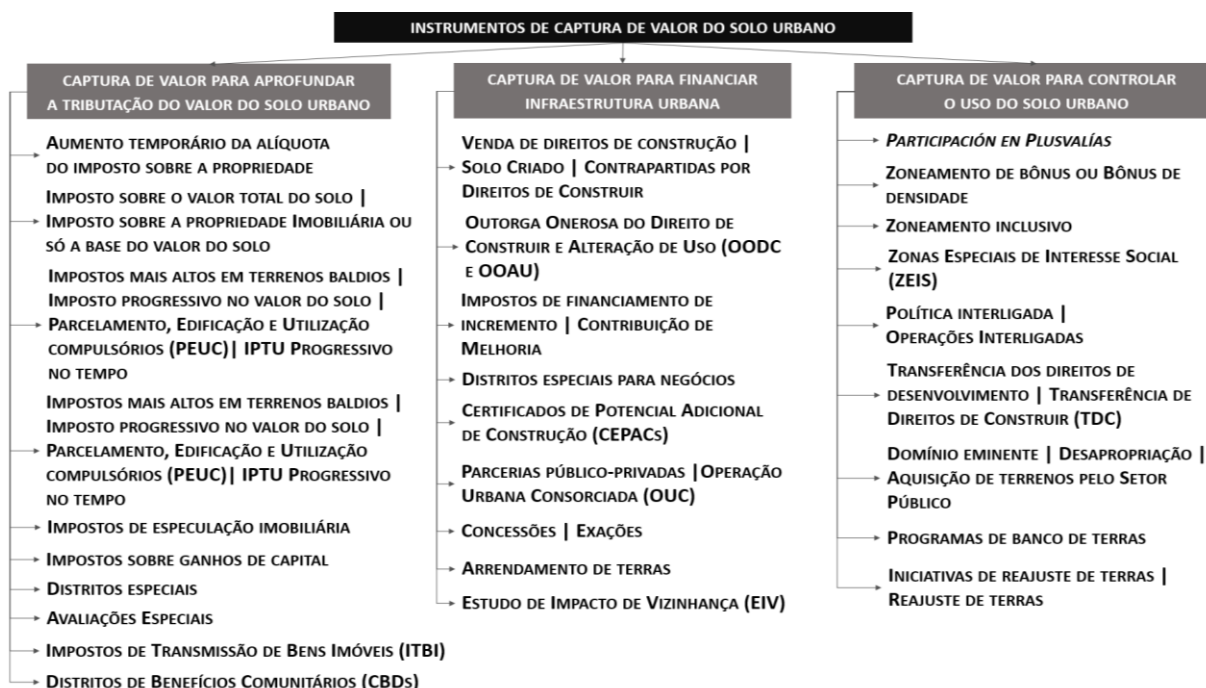 INSTRUMENTOS DE CAPTURA DE VALOR DO SOLO URBANO
CAPTURA DE VALOR PARA APROFUNDAR
A TRIBUTAÇÃO DO VALOR DO SOLO URBANO
AUMENTO TEMPORÁRIO DA ALÍQUOTA
DO IMPOSTO SOBRE A PROPRIEDADE
IMPOSTO SOBRE O VALOR TOTAL DO SOLO |
IMPOSTO SOBRE A PROPRIEDADE IMOBILIÁRIA OU
SÓ A BASE DO VALOR DO SOLO
IMPOSTOS MAIS ALTOS EM TERRENOS BALDIOS |
IMPOSTO PROGRESSIVO NO VALOR DO SOLO |
PARCELAMENTO, EDIFICAÇÃO E UTILIZAÇÃO
COMPULSÓRIOS (PEUC)| IPTU PROGRESSIVO
NO TEMPO
IMPOSTOS MAIS ALTOS EM TERRENOS BALDIOS |
IMPOSTO PROGRESSIVO NO VALOR DO SOLO |
PARCELAMENTO, EDIFICAÇÃO E UTILIZAÇÃO
COMPULSÓRIOS (PEUC)| IPTU PROGRESSIVO
NO TEMPO
IMPOSTOS DE ESPECULAÇÃO IMOBILIÁRIA
IMPOSTOS SOBRE GANHOS DE CAPITAL
DISTRITOS ESPECIAIS
AVALIAÇÕES ESPECIAIS
IMPOSTOS DE TRANSMISSÃO DE BENS IMÓVEIS (ITBI)
DISTRITOS DE BENEFÍCIOS COMUNITÁRIOS (CBDS)
CAPTURA DE VALOR PARA FINANCIAR
INFRAESTRUTURA URBANA
VENDA DE DIREITOS DE CONSTRUÇÃO |
SOLO CRIADO | CONTRAPARTIDAS POR
DIREITOS DE CONSTRUIR
OUTORGA ONEROSA DO DIREITO DE
CONSTRUIR E ALTERAÇÃO DE USO (OODC
E OOAU)
IMPOSTOS DE FINANCIAMENTO DE
INCREMENTO | CONTRIBUIÇÃO DE
MELHORIA
DISTRITOS ESPECIAIS PARA NEGÓCIOS
CERTIFICADOS DE POTENCIAL ADICIONAL
DE CONSTRUÇÃO (CEPACS)
PARCERIAS PÚBLICO-PRIVADAS |OPERAÇÃO
URBANA CONSORCIADA (OUC)
CONCESSÕES | EXAÇÕES
ARRENDAMENTO DE TERRAS
ESTUDO DE IMPACTO DE VIZINHANÇA (EIV)
CAPTURA DE VALOR PARA CONTROLAR
O USO DO SOLO URBANO
PARTICIPACIÓN EN PLUSVALÍAS
ZONEAMENTO DE BÔNUS OU BÔNUS DE
DENSIDADE
ZONEAMENTO INCLUSIVO
ZONAS ESPECIAIS DE INTERESSE SOCIAL
(ZEIS)
POLÍTICA INTERLIGADA |
OPERAÇÕES INTERLIGADAS
TRANSFERÊNCIA DOS DIREITOS DE
DESENVOLVIMENTO | TRANSFERÊNCIA DE
DIREITOS DE CONSTRUIR (TDC)
DOMÍNIO EMINENTE | DESAPROPRIAÇÃO |
AQUISIÇÃO DE TERRENOS PELO SETOR
PÚBLICO
PROGRAMAS DE BANCO DE TERRAS
INICIATIVAS DE REAJUSTE DE TERRAS |
REAJUSTE DE TERRAS